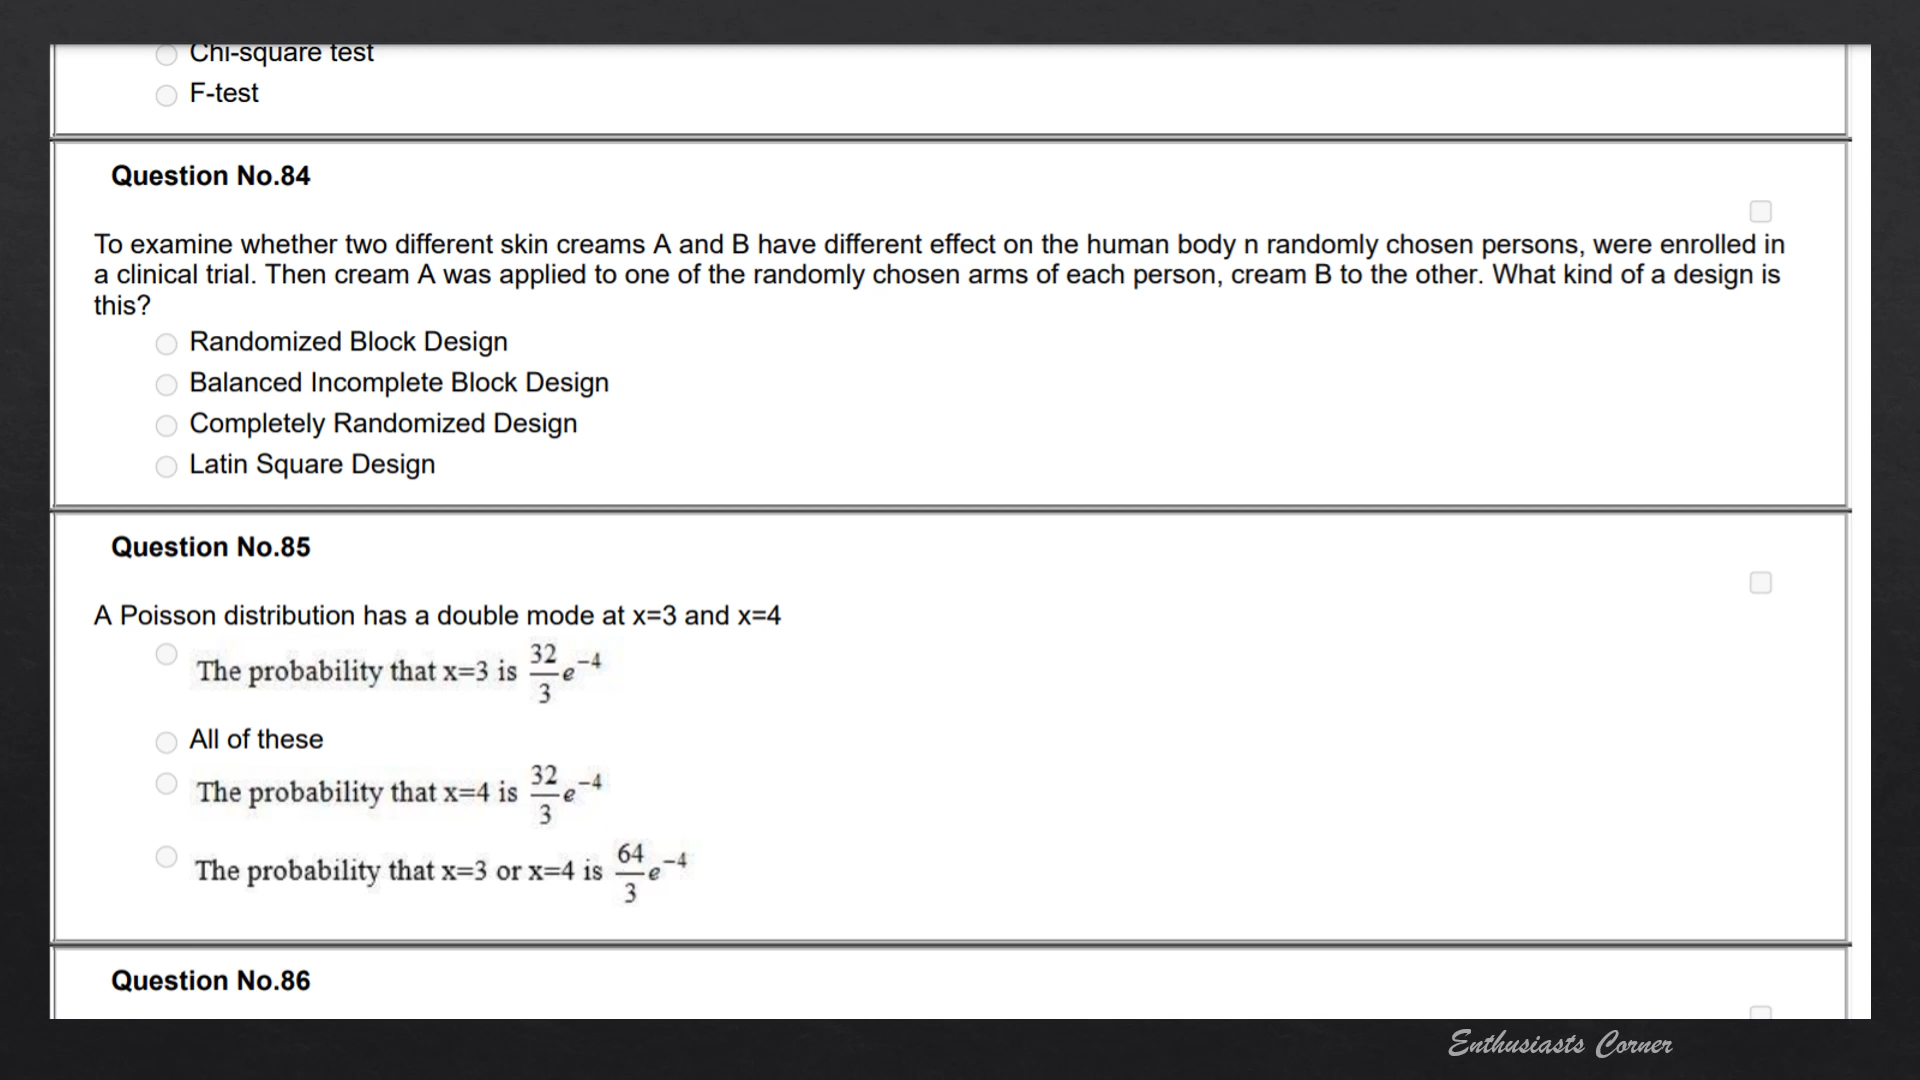 Chi-square test
F-test
Question No.84
To examine whether two different skin creams A and B have different effect on the human body n randomly chosen persons, were enrolled in
a clinical trial. Then cream A was applied to one of the randomly chosen arms of each person, cream B to the other. What kind of a design is
this?
Randomized Block Design
Balanced Incomplete Block Design
Completely Randomized Design
Latin Square Design
Question No.85
A Poisson distribution has a double mode at x=3 and x=4
The probability that x=3 is 32/3 e^-4
All of these
The probability that x=4 is 32/3 e^-4
The probability that x=3 or x=4 is 64/3 e^-4
Question No.86
Enthusiasts Corner